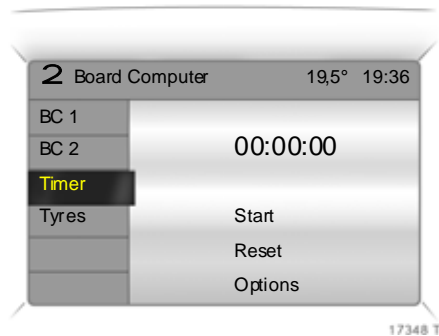 2 Board Computer 19,5° 19:36
BC 1
BC 2
00:00:00
Timer
Tyres
Start
Reset
Options
17348 T